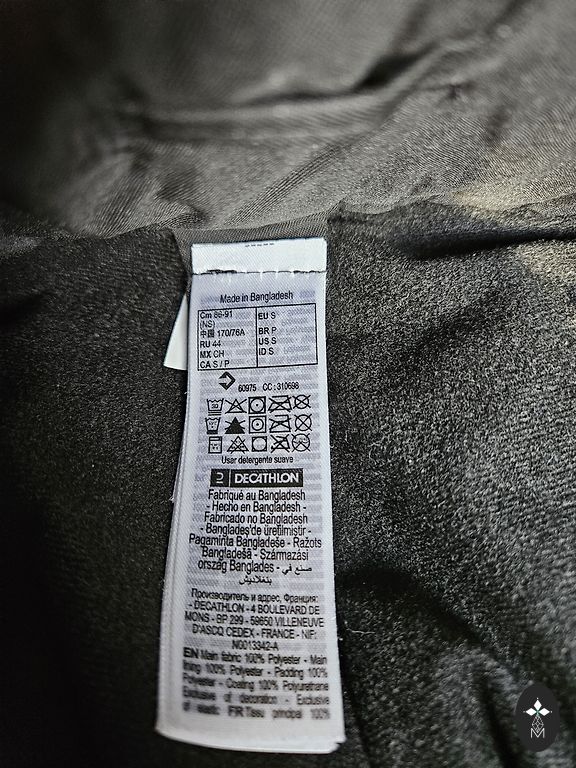 Made in Bangladesh
Cm 86-91 EU S
(NS)
中国 170/76A BR P
RU 44 US S
MX CH ID S
CA S / P
60975 CC : 310698
Usar detergente suave
DECATHLON
Fabriqué au Bangladesh
- Hecho en Bangladesh -
Fabricado no Bangladesh
- Banglades'de üretilmiştir -
Pagaminta Bangladeše - Ražots
Bangladešā - Származási
ország Banglades - صنع في
بنغلاديش
Производитель и адрес, Франция:
- DECATHLON - 4 BOULEVARD DE
MONS - BP 299 - 59650 VILLENEUVE
D'ASCQ CEDEX - FRANCE - NIF:
N0013342-A
EN Main fabric 100% Polyester - Main
lining 100% Polyester - Padding 100%
Polyester - Coating 100% Polyurethane
Exclusive of decoration - Exclusive
of elastic FR Tissu principal 100%